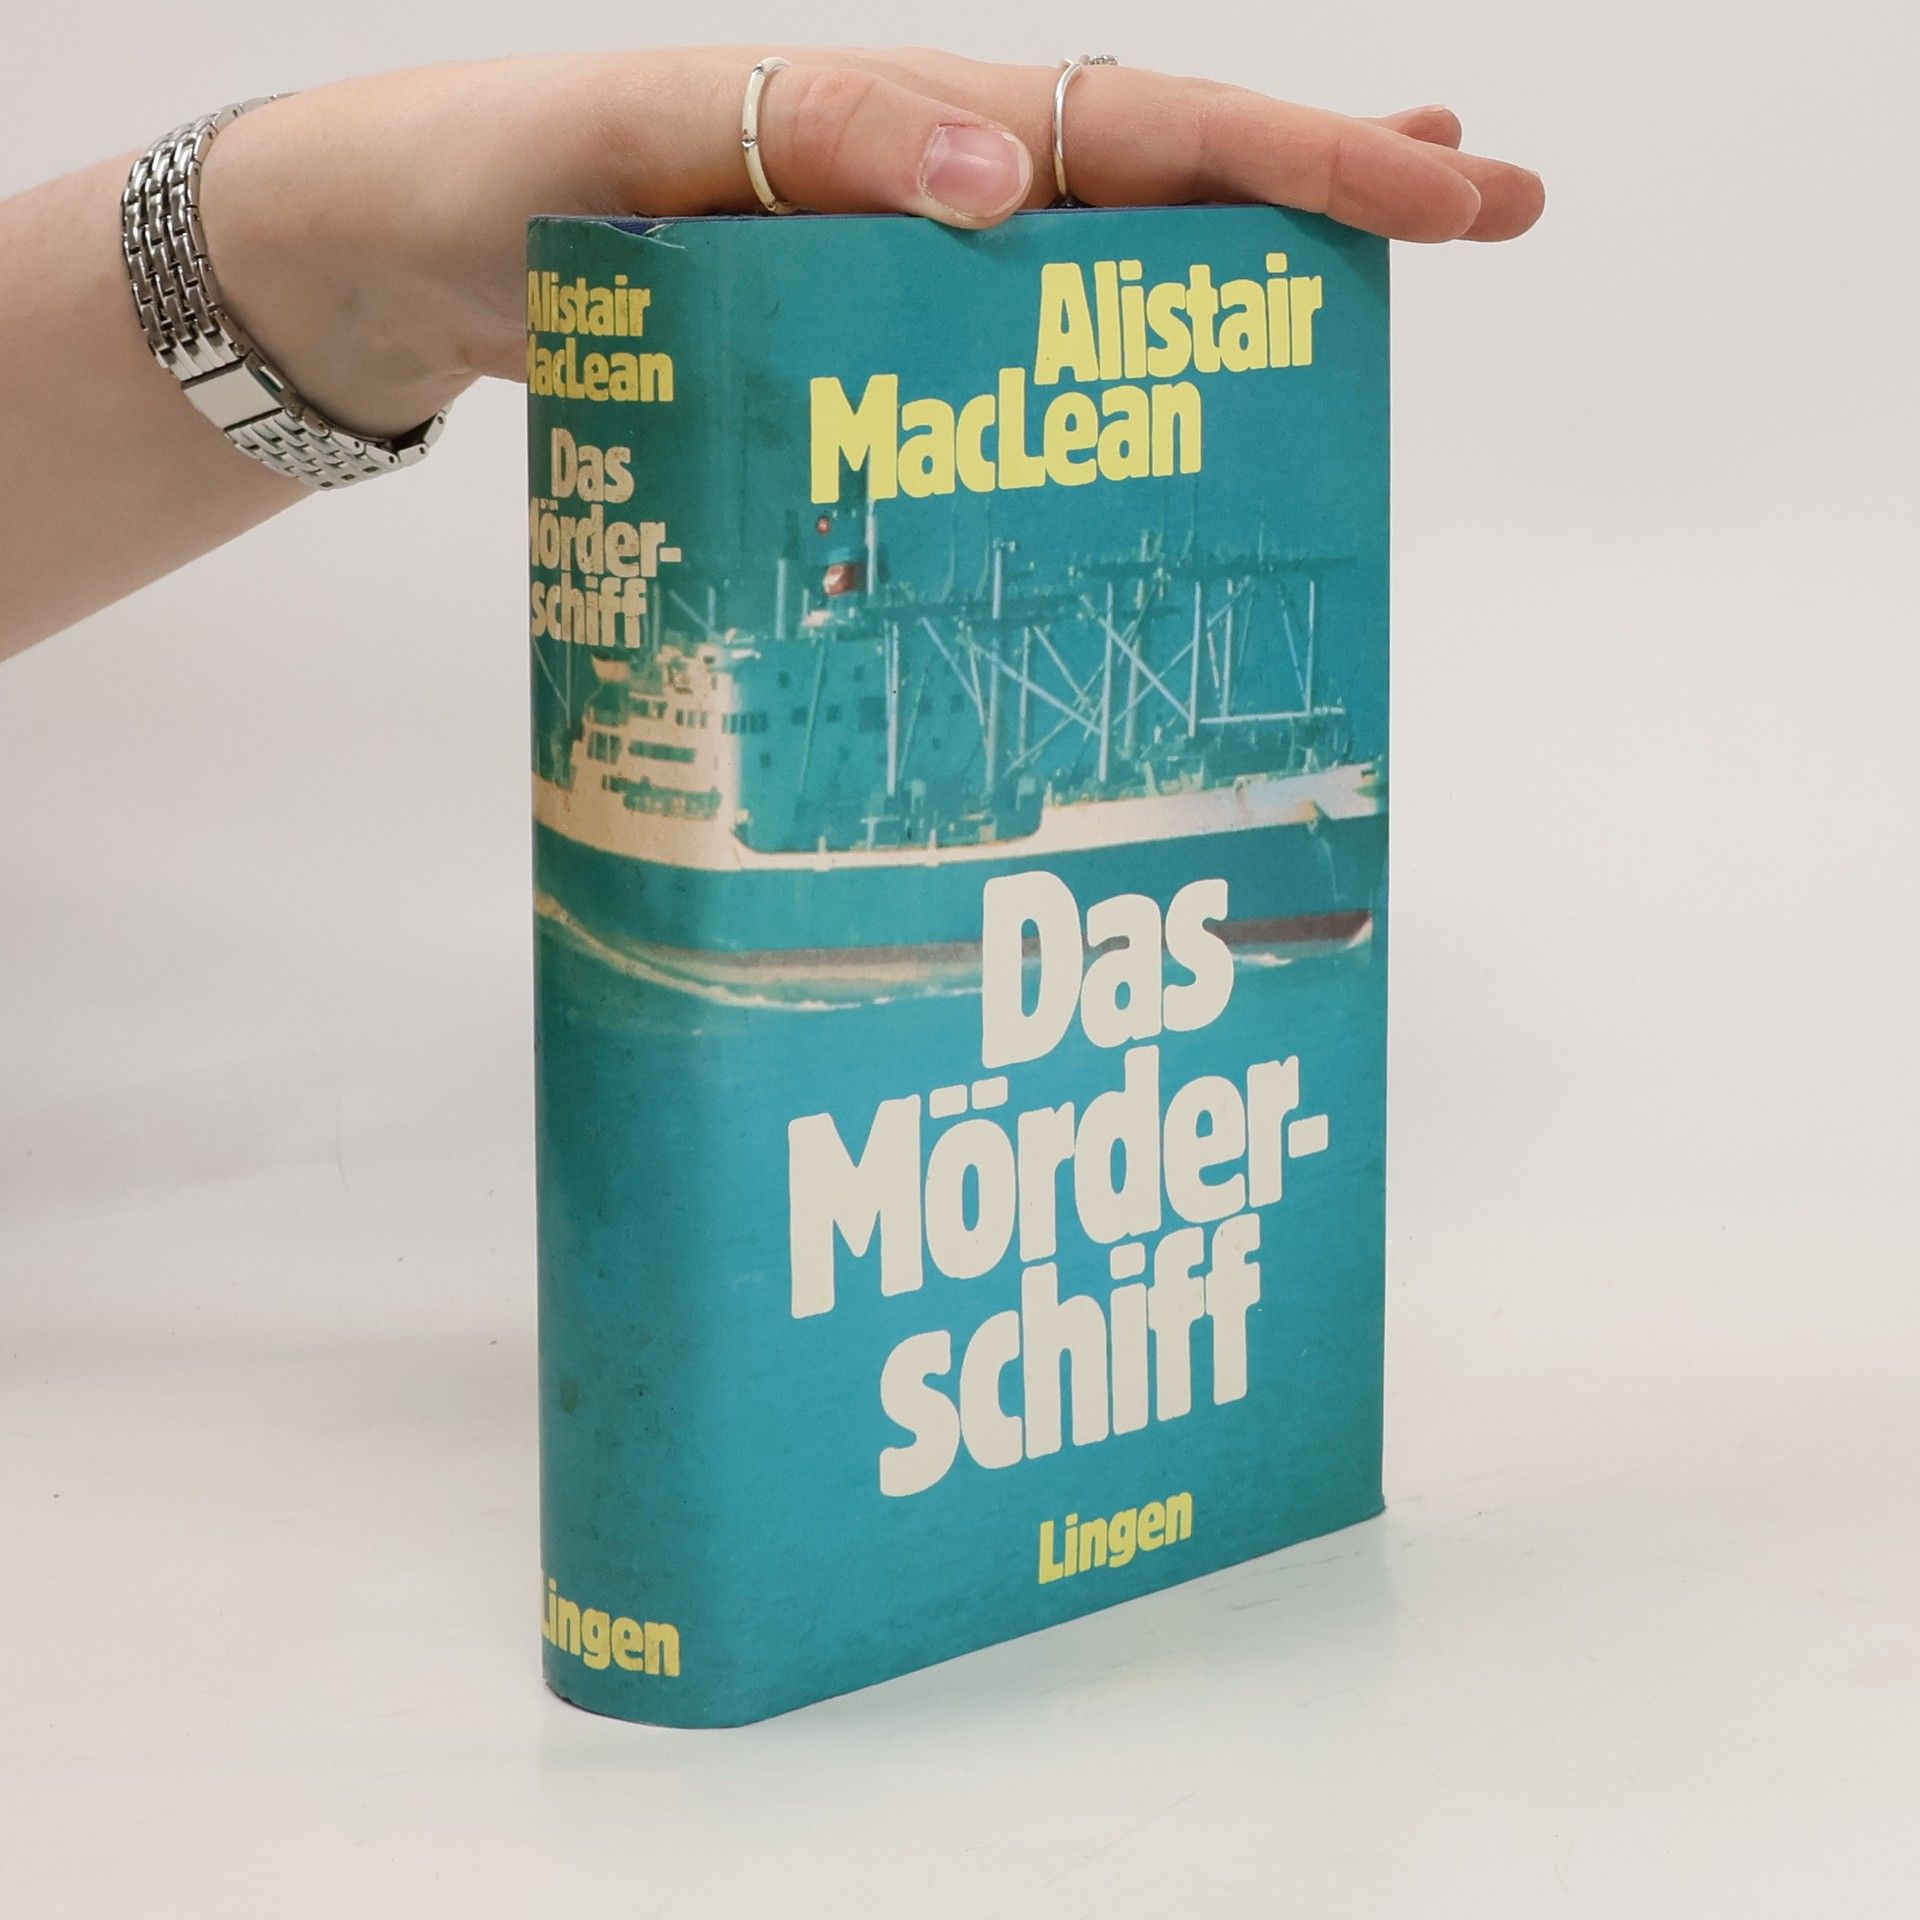 Alistair
MacLean
Das
Mörder-
schiff
Lingen
Alistair
MacLean
Das
Mörder-
schiff
Lingen